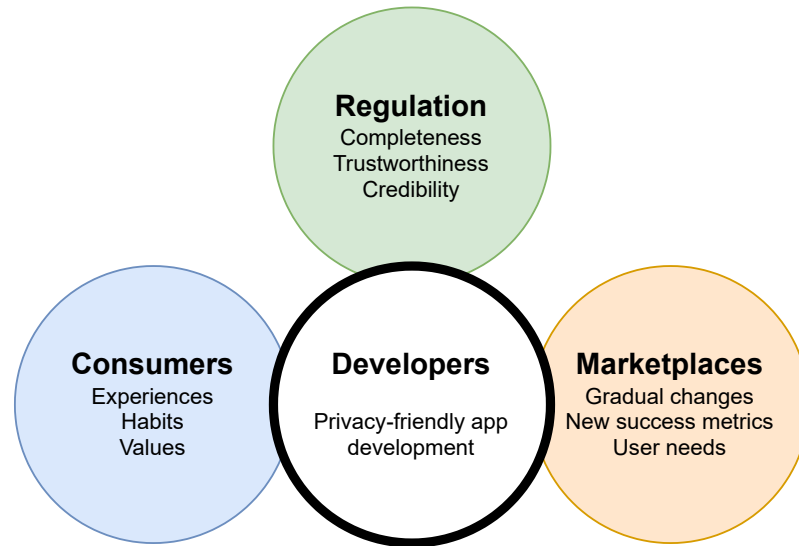 Regulation
Completeness
Trustworthiness
Credibility
Consumers
Experiences
Habits
Values
Developers
Privacy-friendly app
development
Marketplaces
Gradual changes
New success metrics
User needs